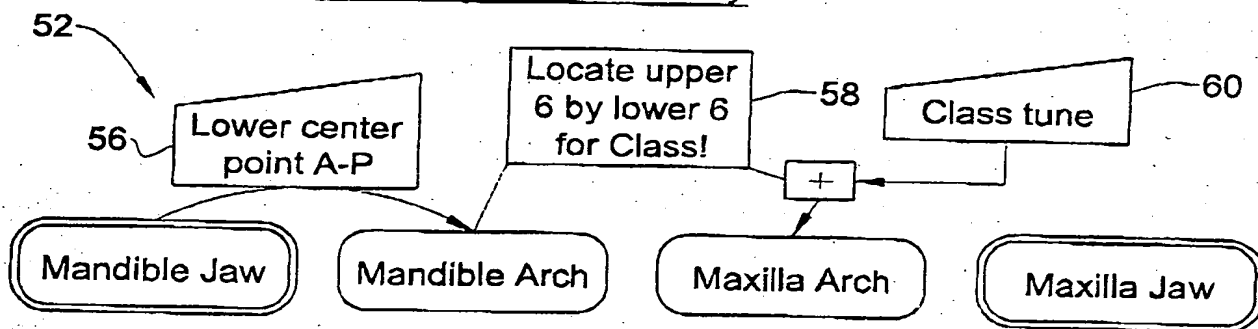 52
56
Lower center
point A-P
Locate upper
6 by lower 6
for Class!
58
Class tune
60
+
Mandible Jaw
Mandible Arch
Maxilla Arch
Maxilla Jaw